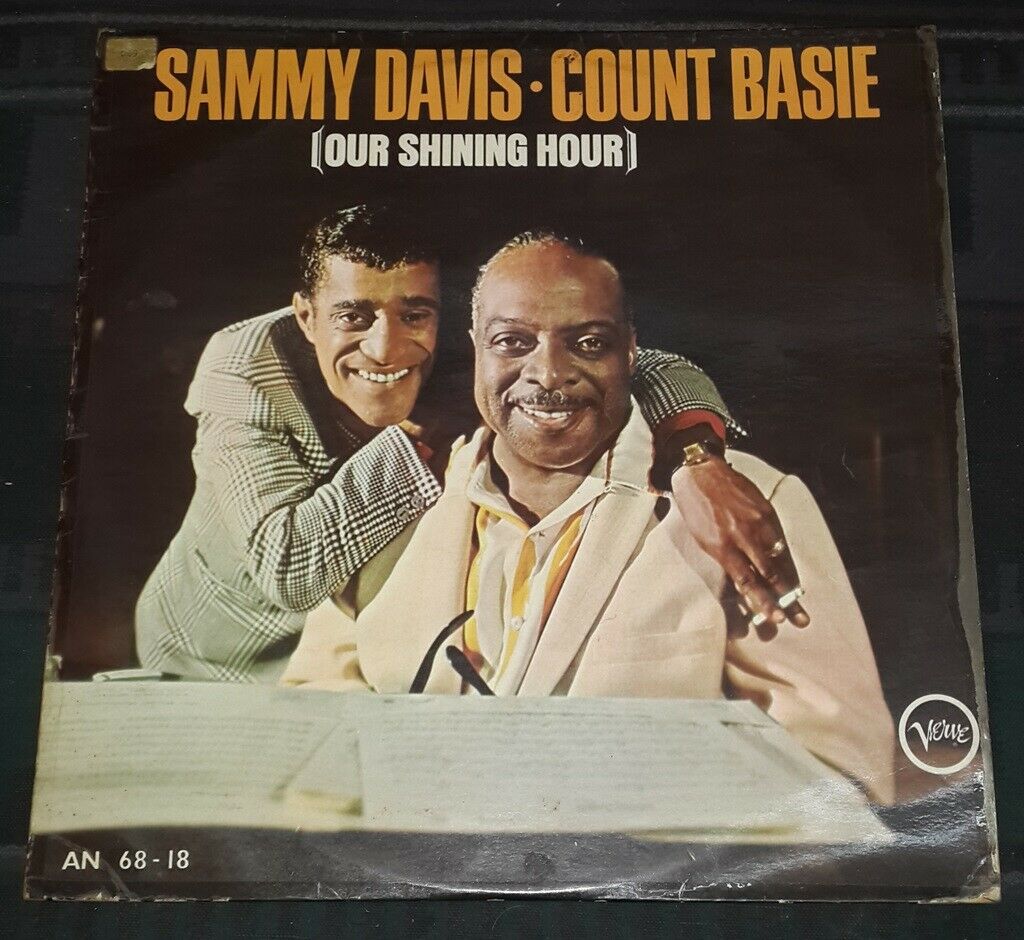 SAMMY DAVIS · COUNT BASIE
[OUR SHINING HOUR]
Verve
AN 68-18